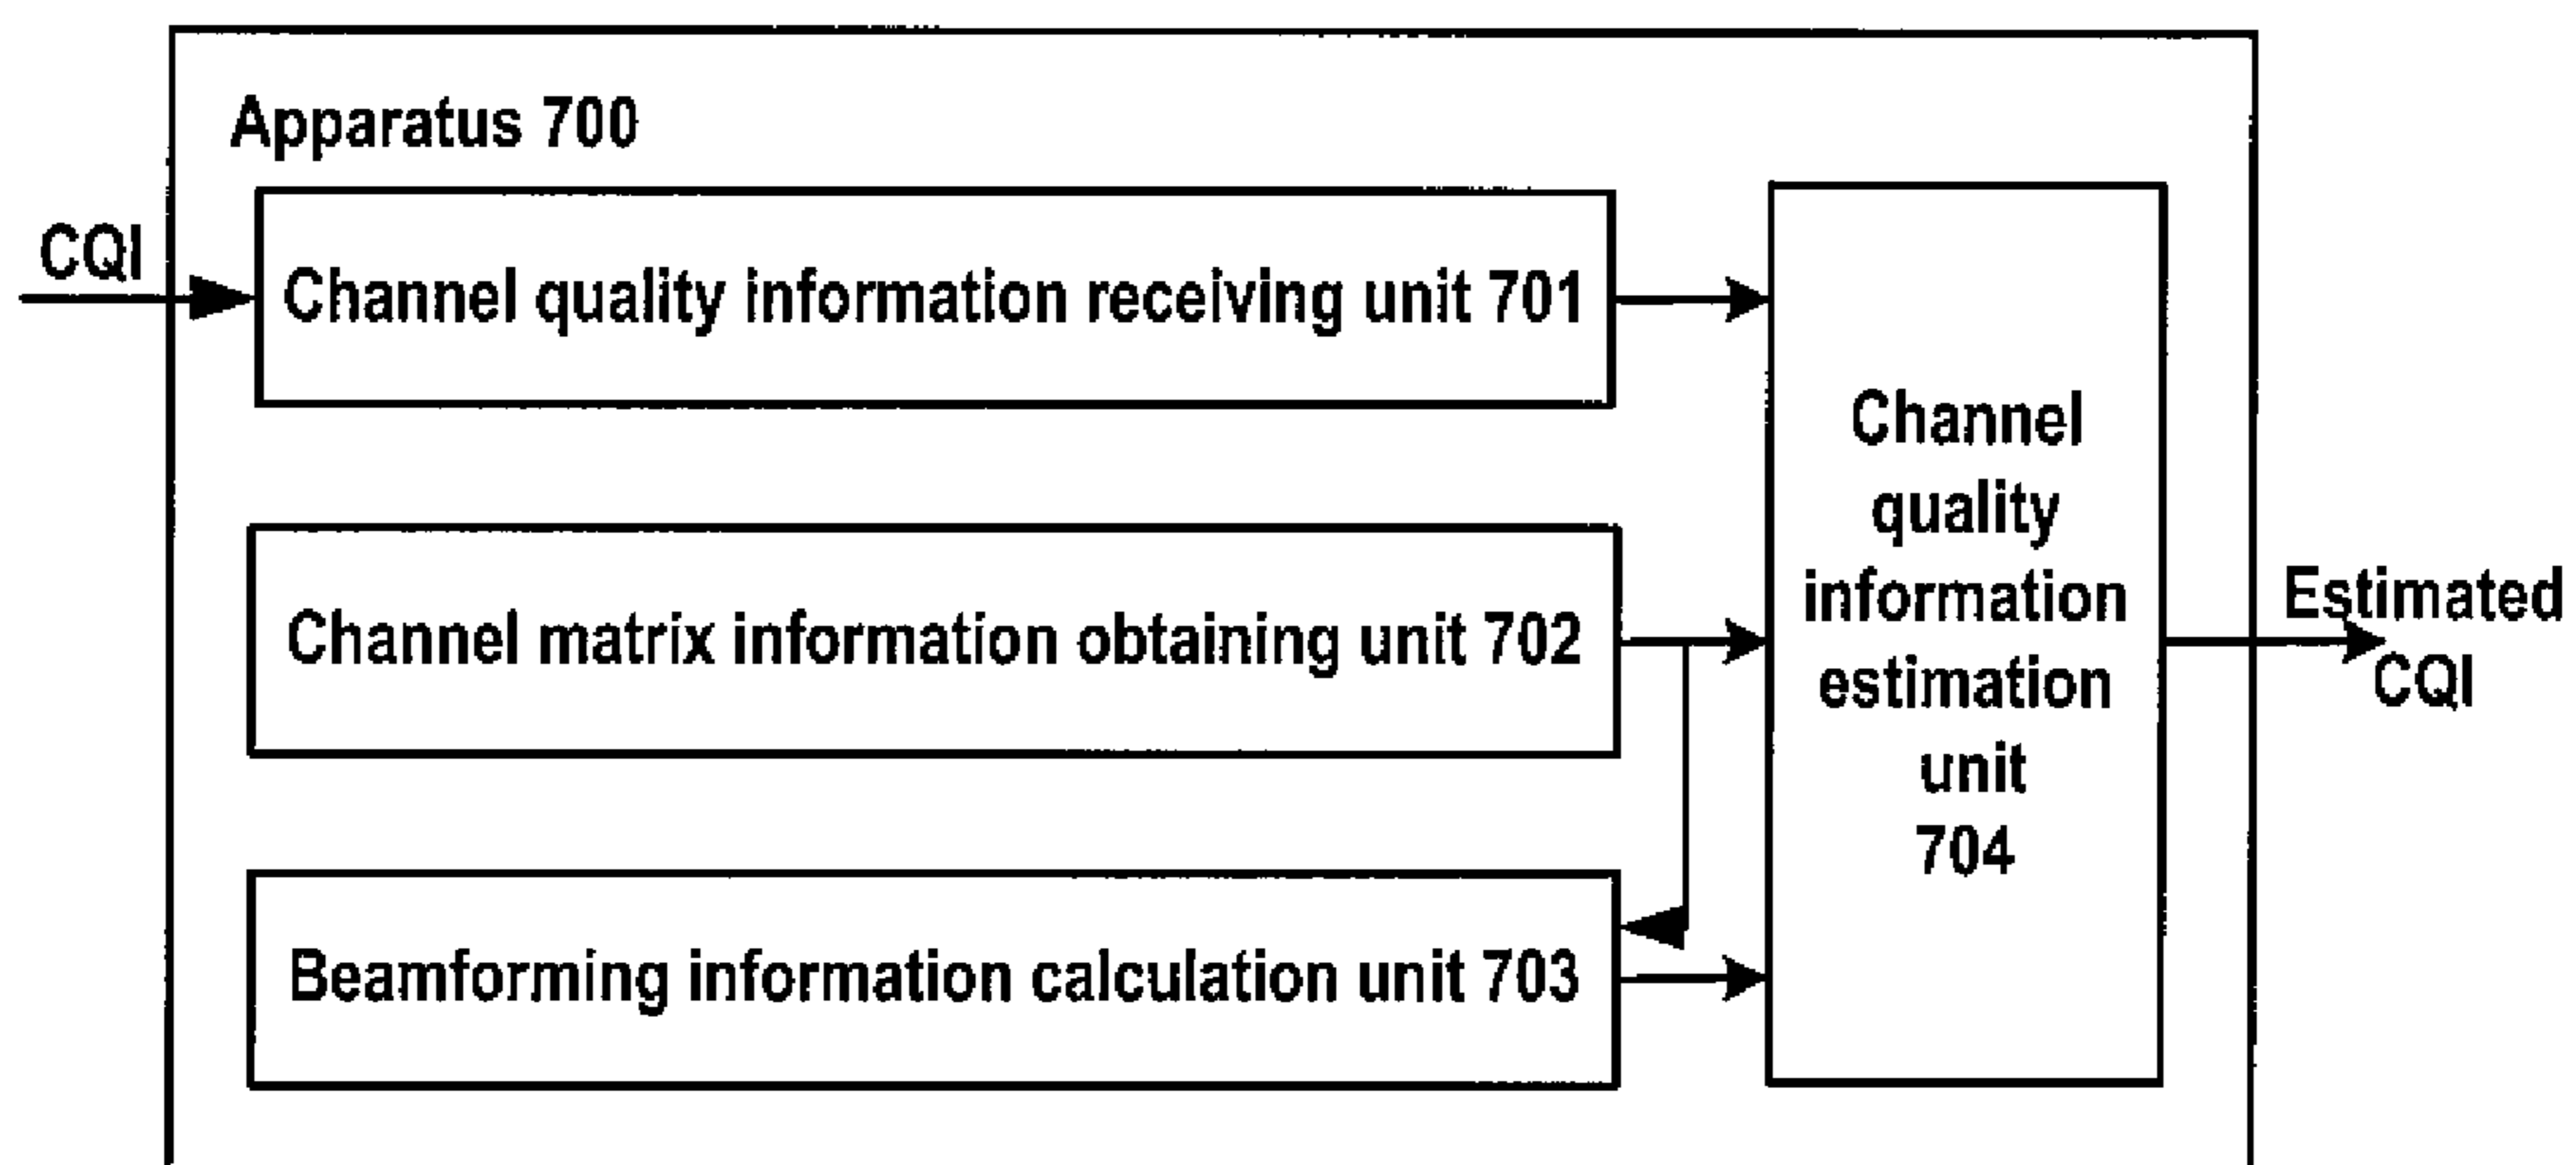 Apparatus 700
CQI
Channel quality information receiving unit 701
Channel matrix information obtaining unit 702
Beamforming information calculation unit 703
Channel
quality
information
estimation
unit
704
Estimated
CQI